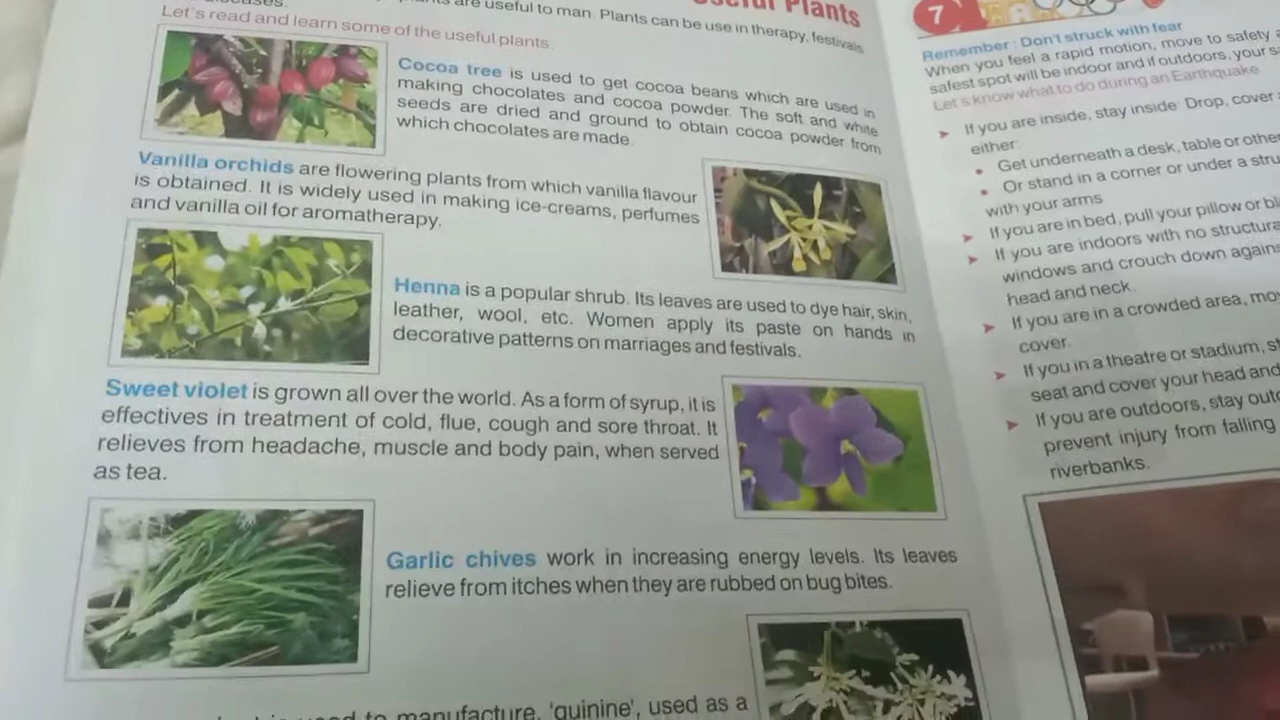 Useful Plants
are useful to man. Plants can be use in therapy, festivals
Let's read and learn some of the useful plants.
Cocoa tree is used to get cocoa beans which are used in
making chocolates and cocoa powder. The soft and white
seeds are dried and ground to obtain cocoa powder from
which chocolates are made.
Vanilla orchids are flowering plants from which vanilla flavour
is obtained. It is widely used in making ice-creams, perfumes
and vanilla oil for aromatherapy.
Henna is a popular shrub. Its leaves are used to dye hair, skin,
leather, wool, etc. Women apply its paste on hands in
decorative patterns on marriages and festivals.
Sweet violet is grown all over the world. As a form of syrup, it is
effectives in treatment of cold, flue, cough and sore throat. It
relieves from headache, muscle and body pain, when served
as tea.
Garlic chives work in increasing energy levels. Its leaves
relieve from itches when they are rubbed on bug bites.
used to manufacture, 'quinine', used as a
7
Remember : Don't struck with fear
When you feel a rapid motion, move to safety
safest spot will be indoor and if outdoors, your
Let's know what to do during an Earthquake
➤ If you are inside, stay inside. Drop, cover
either:
• Get underneath a desk, table or
• Or stand in a corner or under a
with your arms
➤ If you are in bed, pull your pillow or
➤ If you are indoors with no
windows and crouch down
head and neck.
➤ If you are in a crowded area,
cover.
➤ If you in a theatre or stadium,
seat and cover your head and
➤ If you are outdoors, stay
prevent injury from falling
riverbanks.